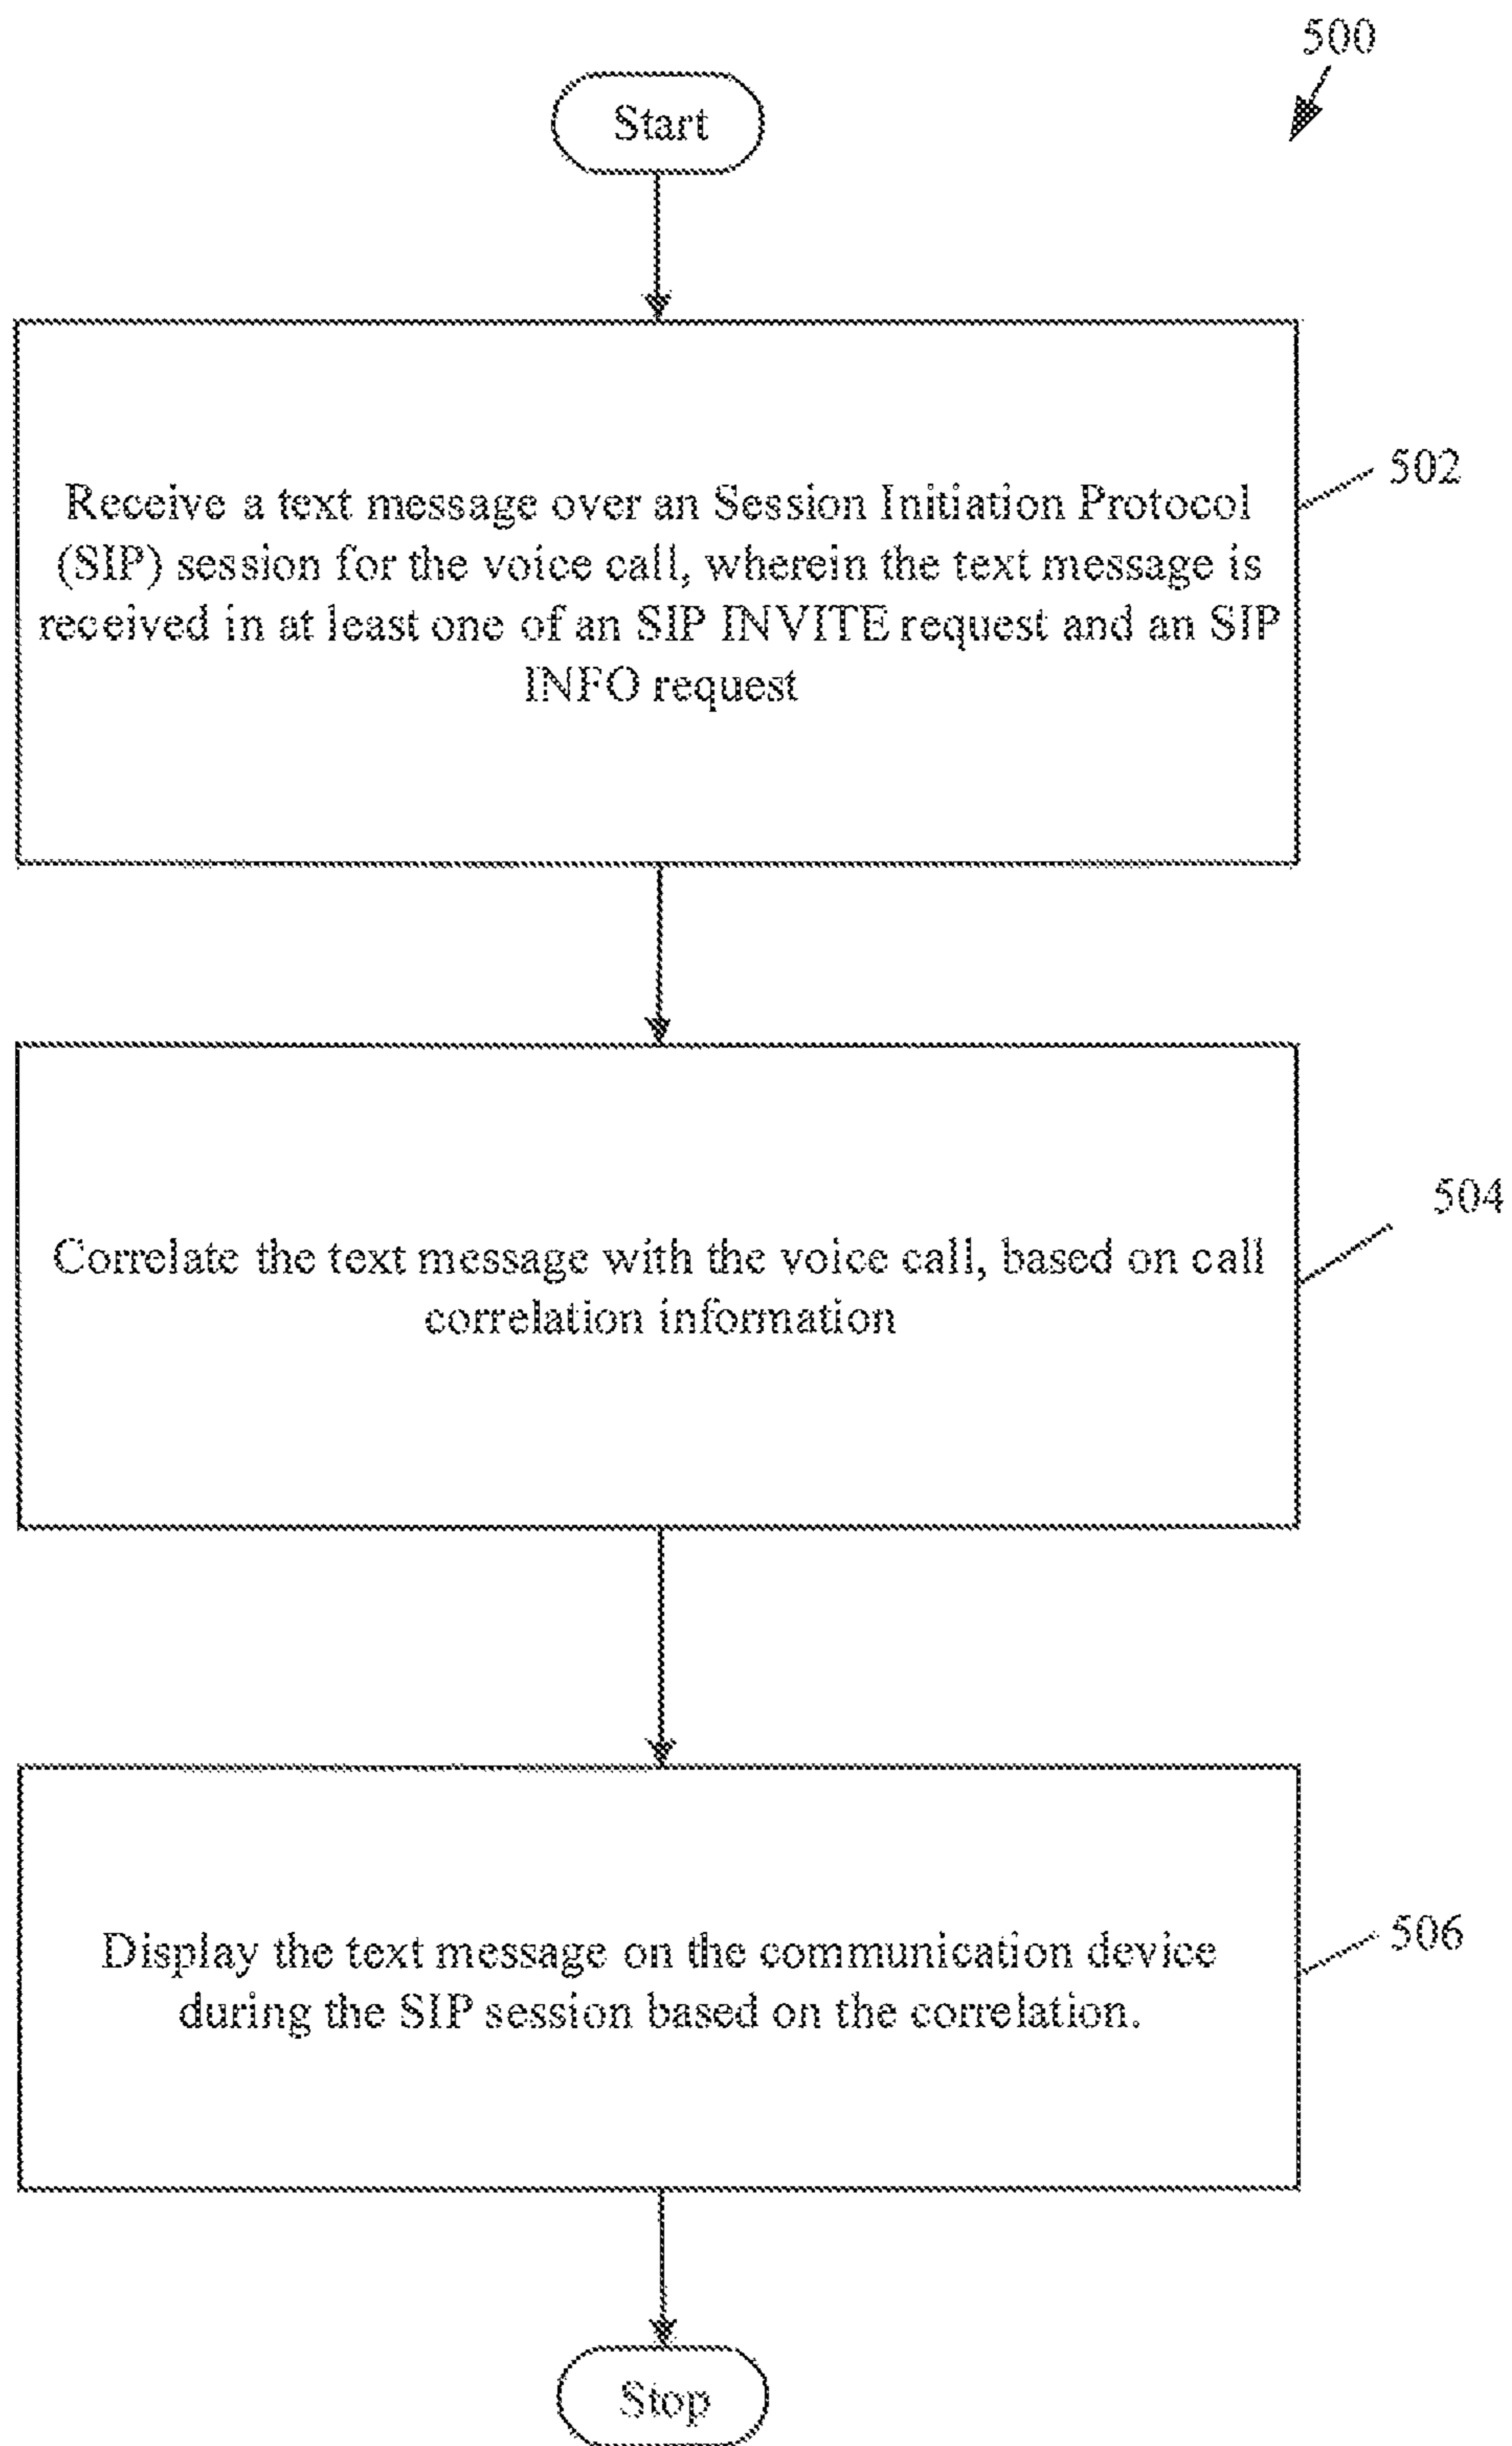 500
Start
Receive a text message over an Session Initiation Protocol
(SIP) session for the voice call, wherein the text message is
received in at least one of an SIP INVITE request and an SIP
INFO request
502
Correlate the text message with the voice call, based on call
correlation information
504
Display the text message on the communication device
during the SIP session based on the correlation.
506
Stop